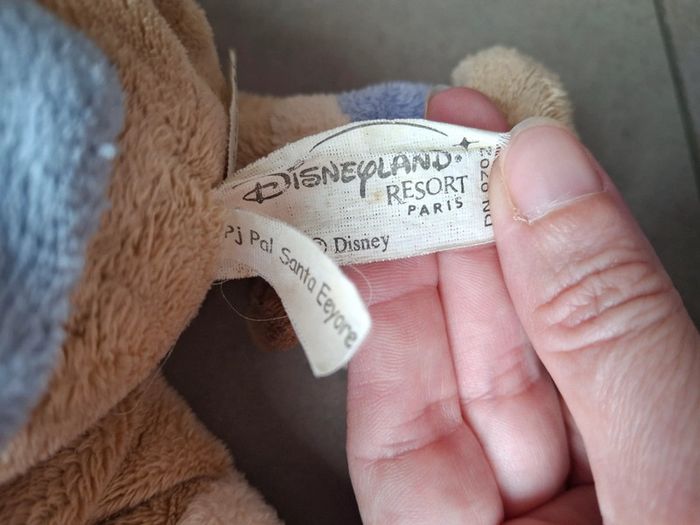 DISNEYLAND
RESORT
PARIS
DN 0702
© Disney
Pj Pal Santa Eeyore